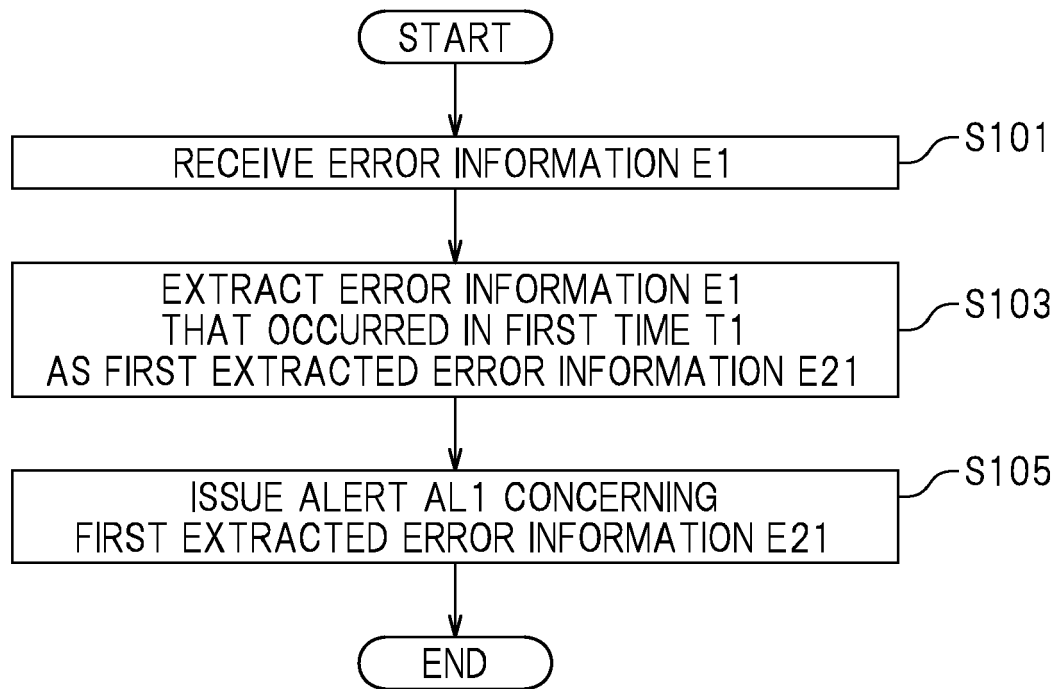 START
RECEIVE ERROR INFORMATION E1
S101
EXTRACT ERROR INFORMATION E1
THAT OCCURRED IN FIRST TIME T1
AS FIRST EXTRACTED ERROR INFORMATION E21
S103
ISSUE ALERT AL1 CONCERNING
FIRST EXTRACTED ERROR INFORMATION E21
S105
END